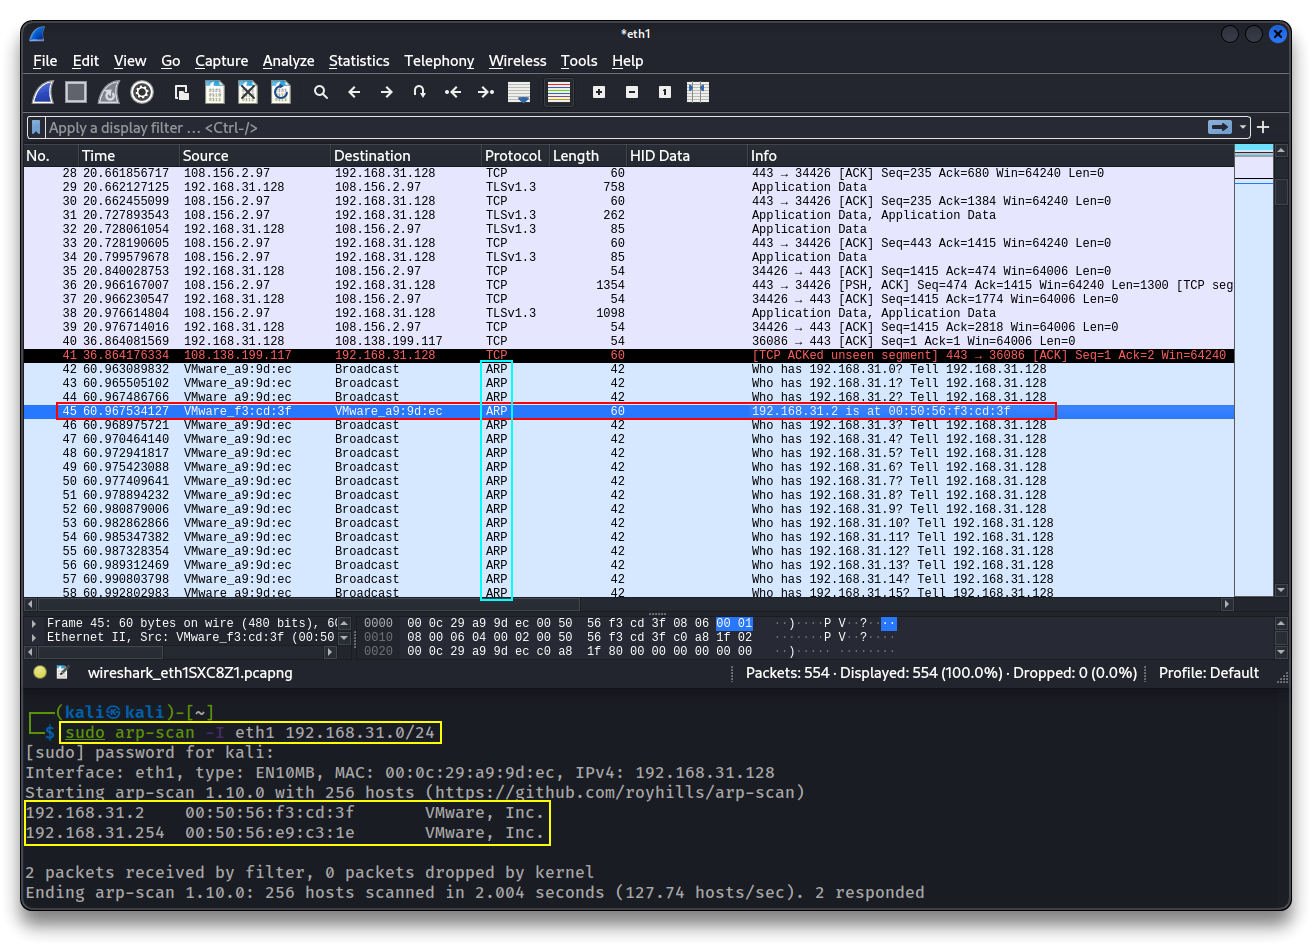 *eth1
File Edit View Go Capture Analyze Statistics Telephony Wireless Tools Help
Apply a display filter … <Ctrl-/>
No. Time Source Destination Protocol Length HID Data Info
28 20.661856717 108.156.2.97 192.168.31.128 TCP 60 443 → 34426 [ACK] Seq=235 Ack=680 Win=64240 Len=0
29 20.662127125 192.168.31.128 108.156.2.97 TLSv1.3 758 Application Data
30 20.662455099 108.156.2.97 192.168.31.128 TCP 60 443 → 34426 [ACK] Seq=235 Ack=1384 Win=64240 Len=0
31 20.727893543 108.156.2.97 192.168.31.128 TLSv1.3 262 Application Data, Application Data
32 20.728061054 192.168.31.128 108.156.2.97 TLSv1.3 85 Application Data
33 20.728190605 108.156.2.97 192.168.31.128 TCP 60 443 → 34426 [ACK] Seq=443 Ack=1415 Win=64240 Len=0
34 20.799579678 108.156.2.97 192.168.31.128 TLSv1.3 85 Application Data
35 20.840028753 192.168.31.128 108.156.2.97 TCP 54 34426 → 443 [ACK] Seq=1415 Ack=474 Win=64006 Len=0
36 20.966167007 108.156.2.97 192.168.31.128 TCP 1354 443 → 34426 [PSH, ACK] Seq=474 Ack=1415 Win=64240 Len=1300 [TCP seg
37 20.966230547 192.168.31.128 108.156.2.97 TCP 54 34426 → 443 [ACK] Seq=1415 Ack=1774 Win=64006 Len=0
38 20.976614804 108.156.2.97 192.168.31.128 TLSv1.3 1098 Application Data, Application Data
39 20.976714016 192.168.31.128 108.156.2.97 TCP 54 34426 → 443 [ACK] Seq=1415 Ack=2818 Win=64006 Len=0
40 36.864081569 192.168.31.128 108.138.199.117 TCP 54 36086 → 443 [ACK] Seq=1 Ack=1 Win=64006 Len=0
41 36.864176334 108.138.199.117 192.168.31.128 TCP 60 [TCP ACKed unseen segment] 443 → 36086 [ACK] Seq=1 Ack=2 Win=64240
42 60.963089832 VMware_a9:9d:ec Broadcast ARP 42 Who has 192.168.31.0? Tell 192.168.31.128
43 60.965505102 VMware_a9:9d:ec Broadcast ARP 42 Who has 192.168.31.1? Tell 192.168.31.128
44 60.967486766 VMware_a9:9d:ec Broadcast ARP 42 Who has 192.168.31.2? Tell 192.168.31.128
45 60.967534127 VMware_f3:cd:3f VMware_a9:9d:ec ARP 60 192.168.31.2 is at 00:50:56:f3:cd:3f
46 60.968975721 VMware_a9:9d:ec Broadcast ARP 42 Who has 192.168.31.3? Tell 192.168.31.128
47 60.970464140 VMware_a9:9d:ec Broadcast ARP 42 Who has 192.168.31.4? Tell 192.168.31.128
48 60.972941817 VMware_a9:9d:ec Broadcast ARP 42 Who has 192.168.31.5? Tell 192.168.31.128
49 60.975423088 VMware_a9:9d:ec Broadcast ARP 42 Who has 192.168.31.6? Tell 192.168.31.128
50 60.977409641 VMware_a9:9d:ec Broadcast ARP 42 Who has 192.168.31.7? Tell 192.168.31.128
51 60.978894232 VMware_a9:9d:ec Broadcast ARP 42 Who has 192.168.31.8? Tell 192.168.31.128
52 60.980879006 VMware_a9:9d:ec Broadcast ARP 42 Who has 192.168.31.9? Tell 192.168.31.128
53 60.982862866 VMware_a9:9d:ec Broadcast ARP 42 Who has 192.168.31.10? Tell 192.168.31.128
54 60.985347382 VMware_a9:9d:ec Broadcast ARP 42 Who has 192.168.31.11? Tell 192.168.31.128
55 60.987328354 VMware_a9:9d:ec Broadcast ARP 42 Who has 192.168.31.12? Tell 192.168.31.128
56 60.989312469 VMware_a9:9d:ec Broadcast ARP 42 Who has 192.168.31.13? Tell 192.168.31.128
57 60.990803798 VMware_a9:9d:ec Broadcast ARP 42 Who has 192.168.31.14? Tell 192.168.31.128
58 60.992802983 VMware_a9:9d:ec Broadcast ARP 42 Who has 192.168.31.15? Tell 192.168.31.128
Frame 45: 60 bytes on wire (480 bits), 60 0000 00 0c 29 a9 9d ec 00 50 56 f3 cd 3f 08 06 00 01 ··)····P V··?····
Ethernet II, Src: VMware_f3:cd:3f (00:50 0010 08 00 06 04 00 02 00 50 56 f3 cd 3f c0 a8 1f 02 ·······P V··?····
0020 00 0c 29 a9 9d ec c0 a8 1f 80 00 00 00 00 00 00 ··)····· ········
wireshark_eth1SXC8Z1.pcapng Packets: 554 · Displayed: 554 (100.0%) · Dropped: 0 (0.0%) Profile: Default
┌──(kali㉿kali)-[~]
└─$ sudo arp-scan -I eth1 192.168.31.0/24
[sudo] password for kali:
Interface: eth1, type: EN10MB, MAC: 00:0c:29:a9:9d:ec, IPv4: 192.168.31.128
Starting arp-scan 1.10.0 with 256 hosts (https://github.com/royhills/arp-scan)
192.168.31.2 00:50:56:f3:cd:3f VMware, Inc.
192.168.31.254 00:50:56:e9:c3:1e VMware, Inc.
2 packets received by filter, 0 packets dropped by kernel
Ending arp-scan 1.10.0: 256 hosts scanned in 2.004 seconds (127.74 hosts/sec). 2 responded